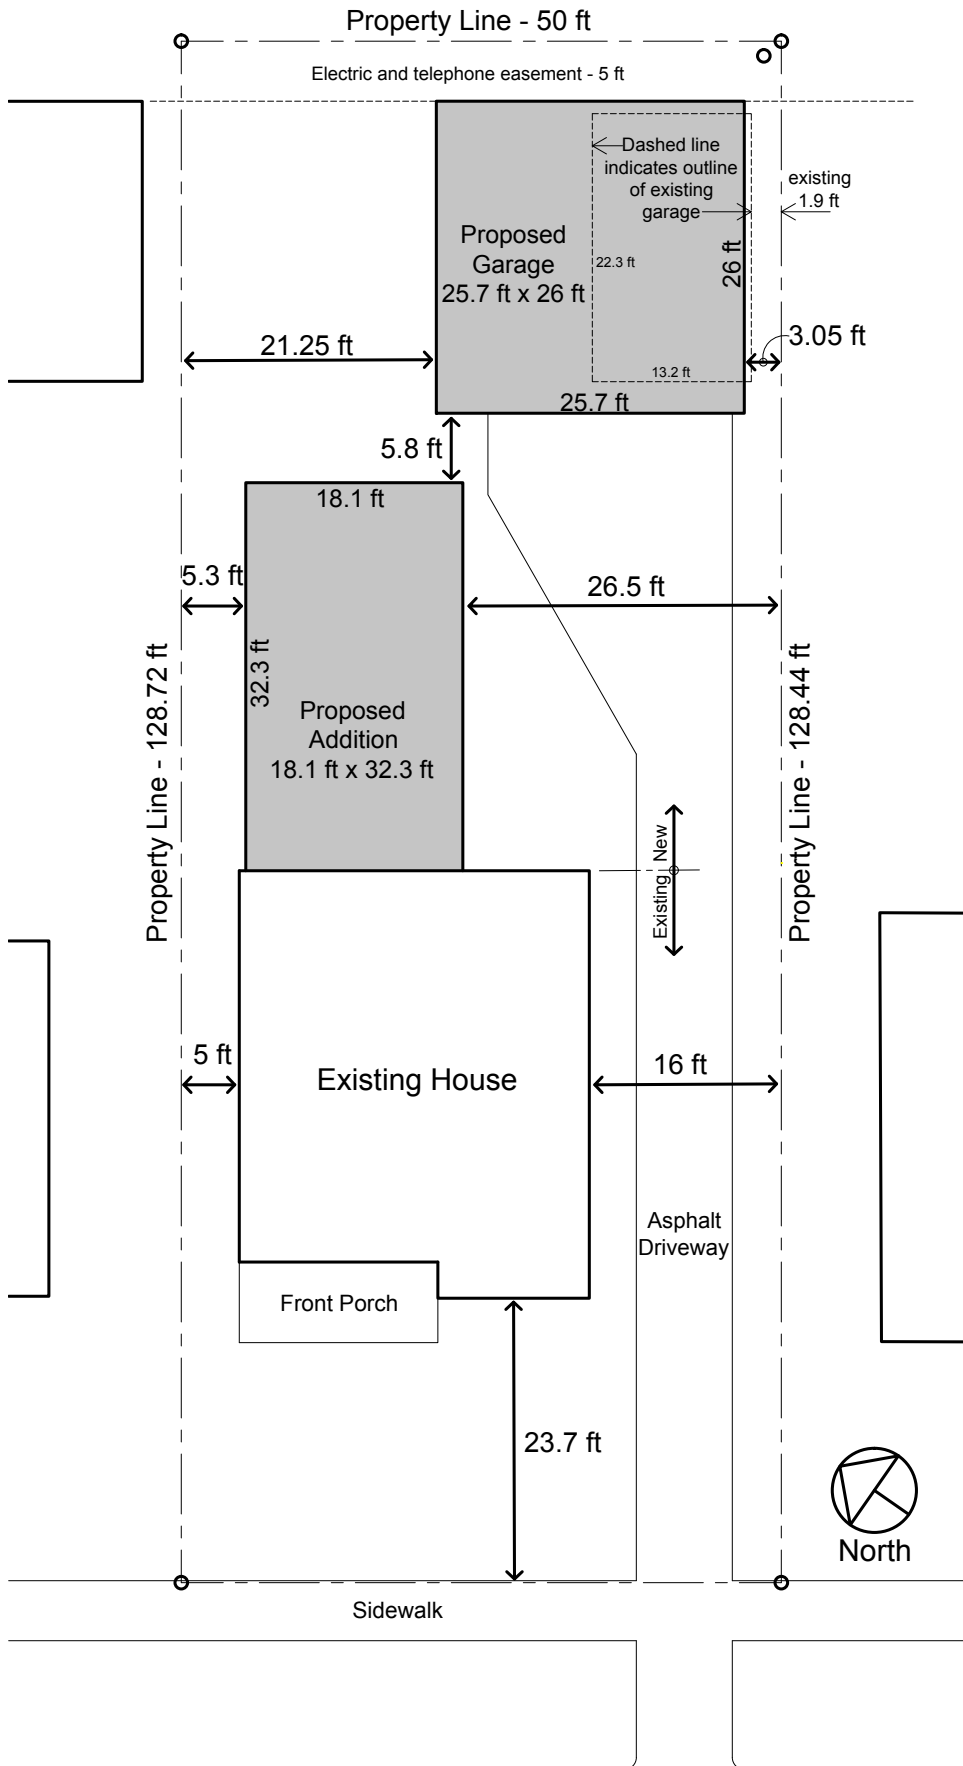 Property Line - 50 ft
Electric and telephone easement - 5 ft
Dashed line
indicates outline
of existing
garage
existing
1.9 ft
Proposed
Garage
25.7 ft x 26 ft
22.3 ft
26 ft
21.25 ft
3.05 ft
13.2 ft
25.7 ft
5.8 ft
18.1 ft
5.3 ft
26.5 ft
32.3 ft
Property Line - 128.72 ft
Property Line - 128.44 ft
Proposed
Addition
18.1 ft x 32.3 ft
New
Existing
5 ft
Existing House
16 ft
Asphalt
Driveway
Front Porch
23.7 ft
North
Sidewalk